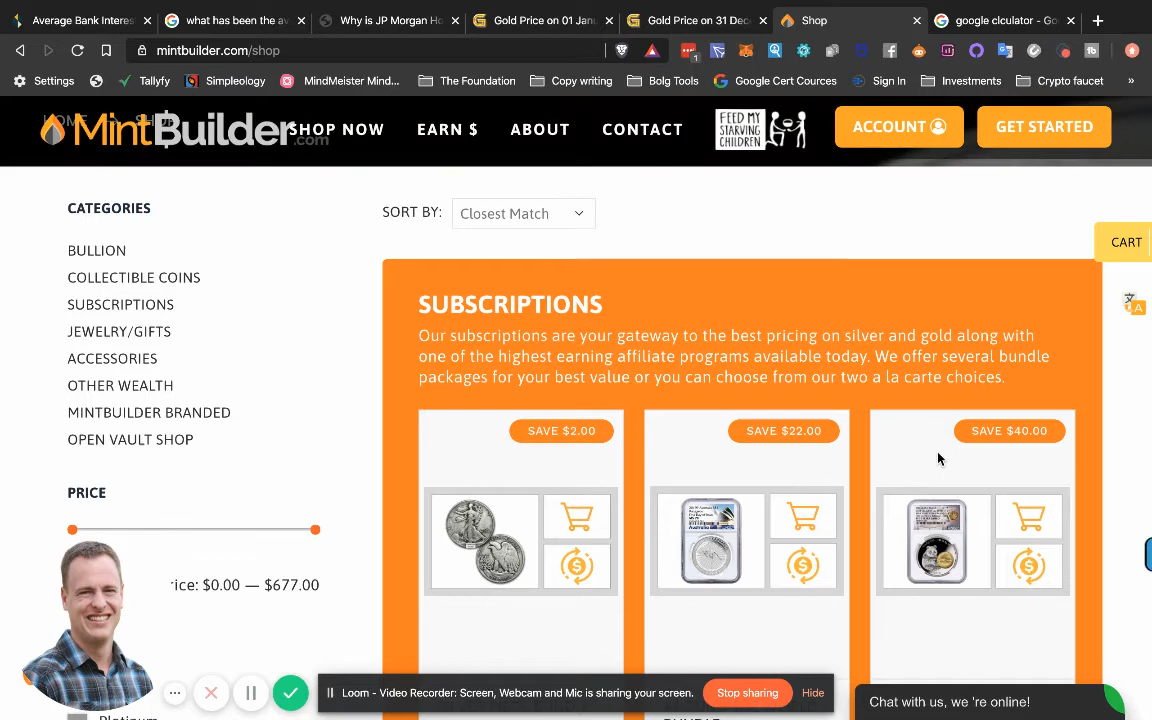 Average Bank Interes
what has been the av
Why is JP Morgan Ho
Gold Price on 01 Janu
Gold Price on 31 Dec
Shop
google clculator - Go
mintbuilder.com/shop
1
Settings
Tallyfy
Simpleology
MindMeister Mind...
The Foundation
Copy writing
Bolg Tools
Google Cert Cources
Sign In
Investments
Crypto faucet
MintBuilder.com
SHOP NOW
EARN $
ABOUT
CONTACT
FEED MY
STARVING
CHILDREN
ACCOUNT
GET STARTED
CATEGORIES
BULLION
COLLECTIBLE COINS
SUBSCRIPTIONS
JEWELRY/GIFTS
ACCESSORIES
OTHER WEALTH
MINTBUILDER BRANDED
OPEN VAULT SHOP
PRICE
rice: $0.00 — $677.00
Platinum
SORT BY: Closest Match
CART
SUBSCRIPTIONS
Our subscriptions are your gateway to the best pricing on silver and gold along with
one of the highest earning affiliate programs available today. We offer several bundle
packages for your best value or you can choose from our two a la carte choices.
SAVE $2.00
SAVE $22.00
SAVE $40.00
BUNDLE
Loom - Video Recorder: Screen, Webcam and Mic is sharing your screen.
Stop sharing
Hide
Chat with us, we 're online!